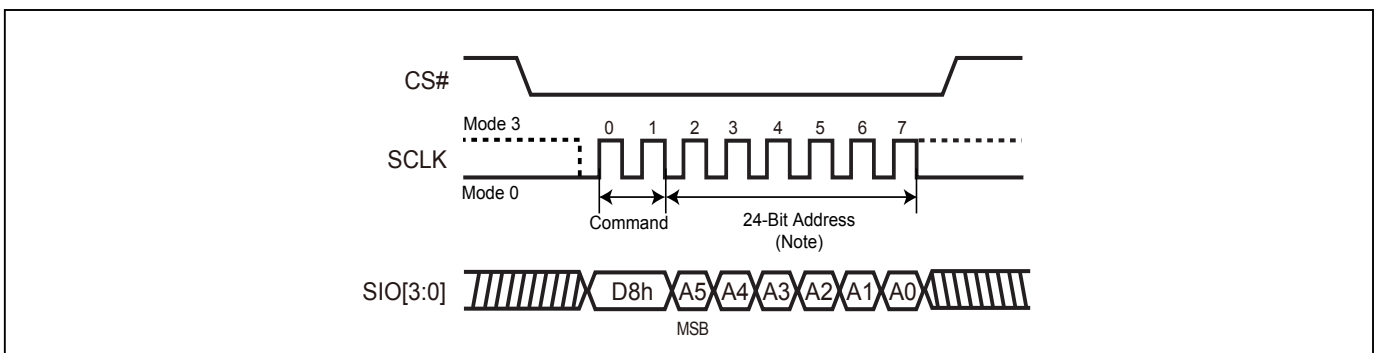 CS#
Mode 3
0 1 2 3 4 5 6 7
SCLK
Mode 0
Command
24-Bit Address
(Note)
SIO[3:0]
D8h A5 A4 A3 A2 A1 A0
MSB